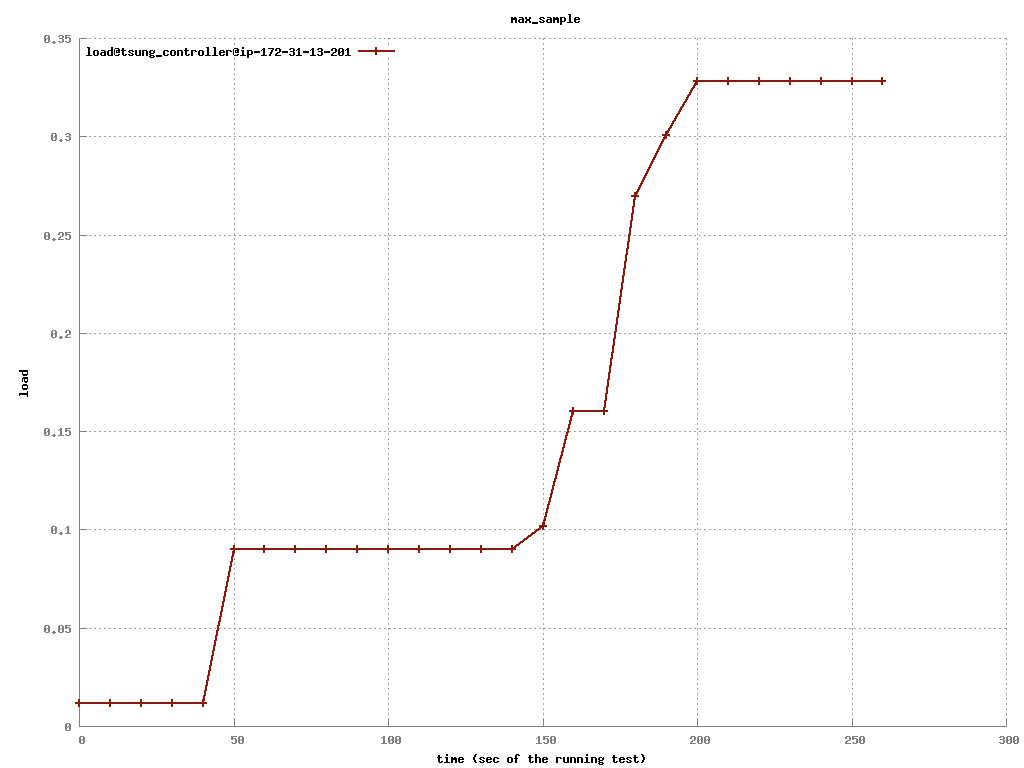 max_sample
load@tsung_controller@ip-172-31-13-201
0.35
0.3
0.25
0.2
0.15
0.1
0.05
0
load
0 50 100 150 200 250 300
time (sec of the running test)